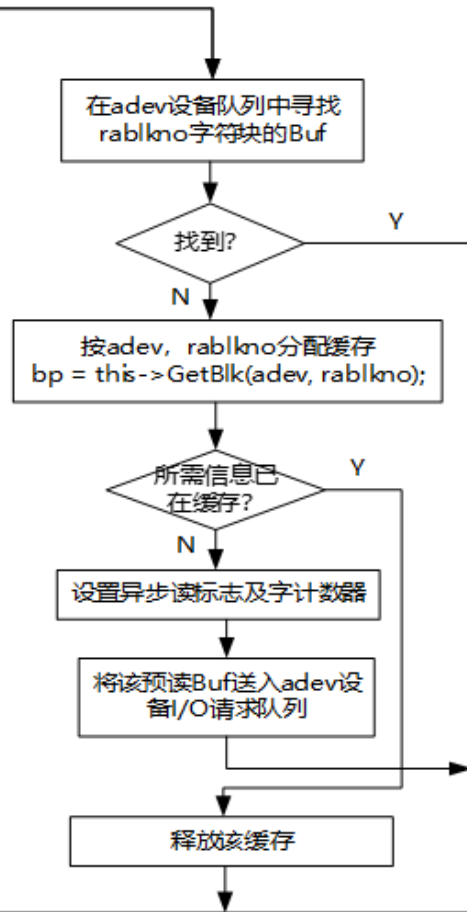 在adev设备队列中寻找
rablkno字符块的Buf
找到?
Y
N
按adev, rablkno分配缓存
bp = this->GetBlk(adev, rablkno);
所需信息已
在缓存?
Y
N
设置异步读标志及字计数器
将该预读Buf送入adev设
备I/O请求队列
释放该缓存